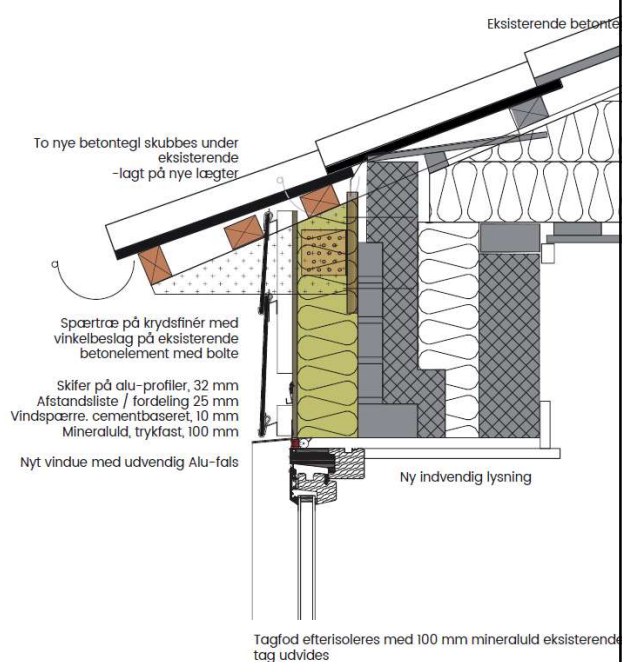 Eksisterende betonte
To nye betontegl skubbes under
eksisterende
-lagt på nye lægter
Spærtræ på krydsfinér med
vinkelbeslag på eksisterende
betonelement med bolte
Skifer på alu-profiler, 32 mm
Afstandsliste / fordeling 25 mm
Vindspærre. cementbaseret, 10 mm
Mineraluld, trykfast, 100 mm
Nyt vindue med udvendig Alu-fals
Ny indvendig lysning
Tagfod efterisoleres med 100 mm mineraluld eksisterende
tag udvides